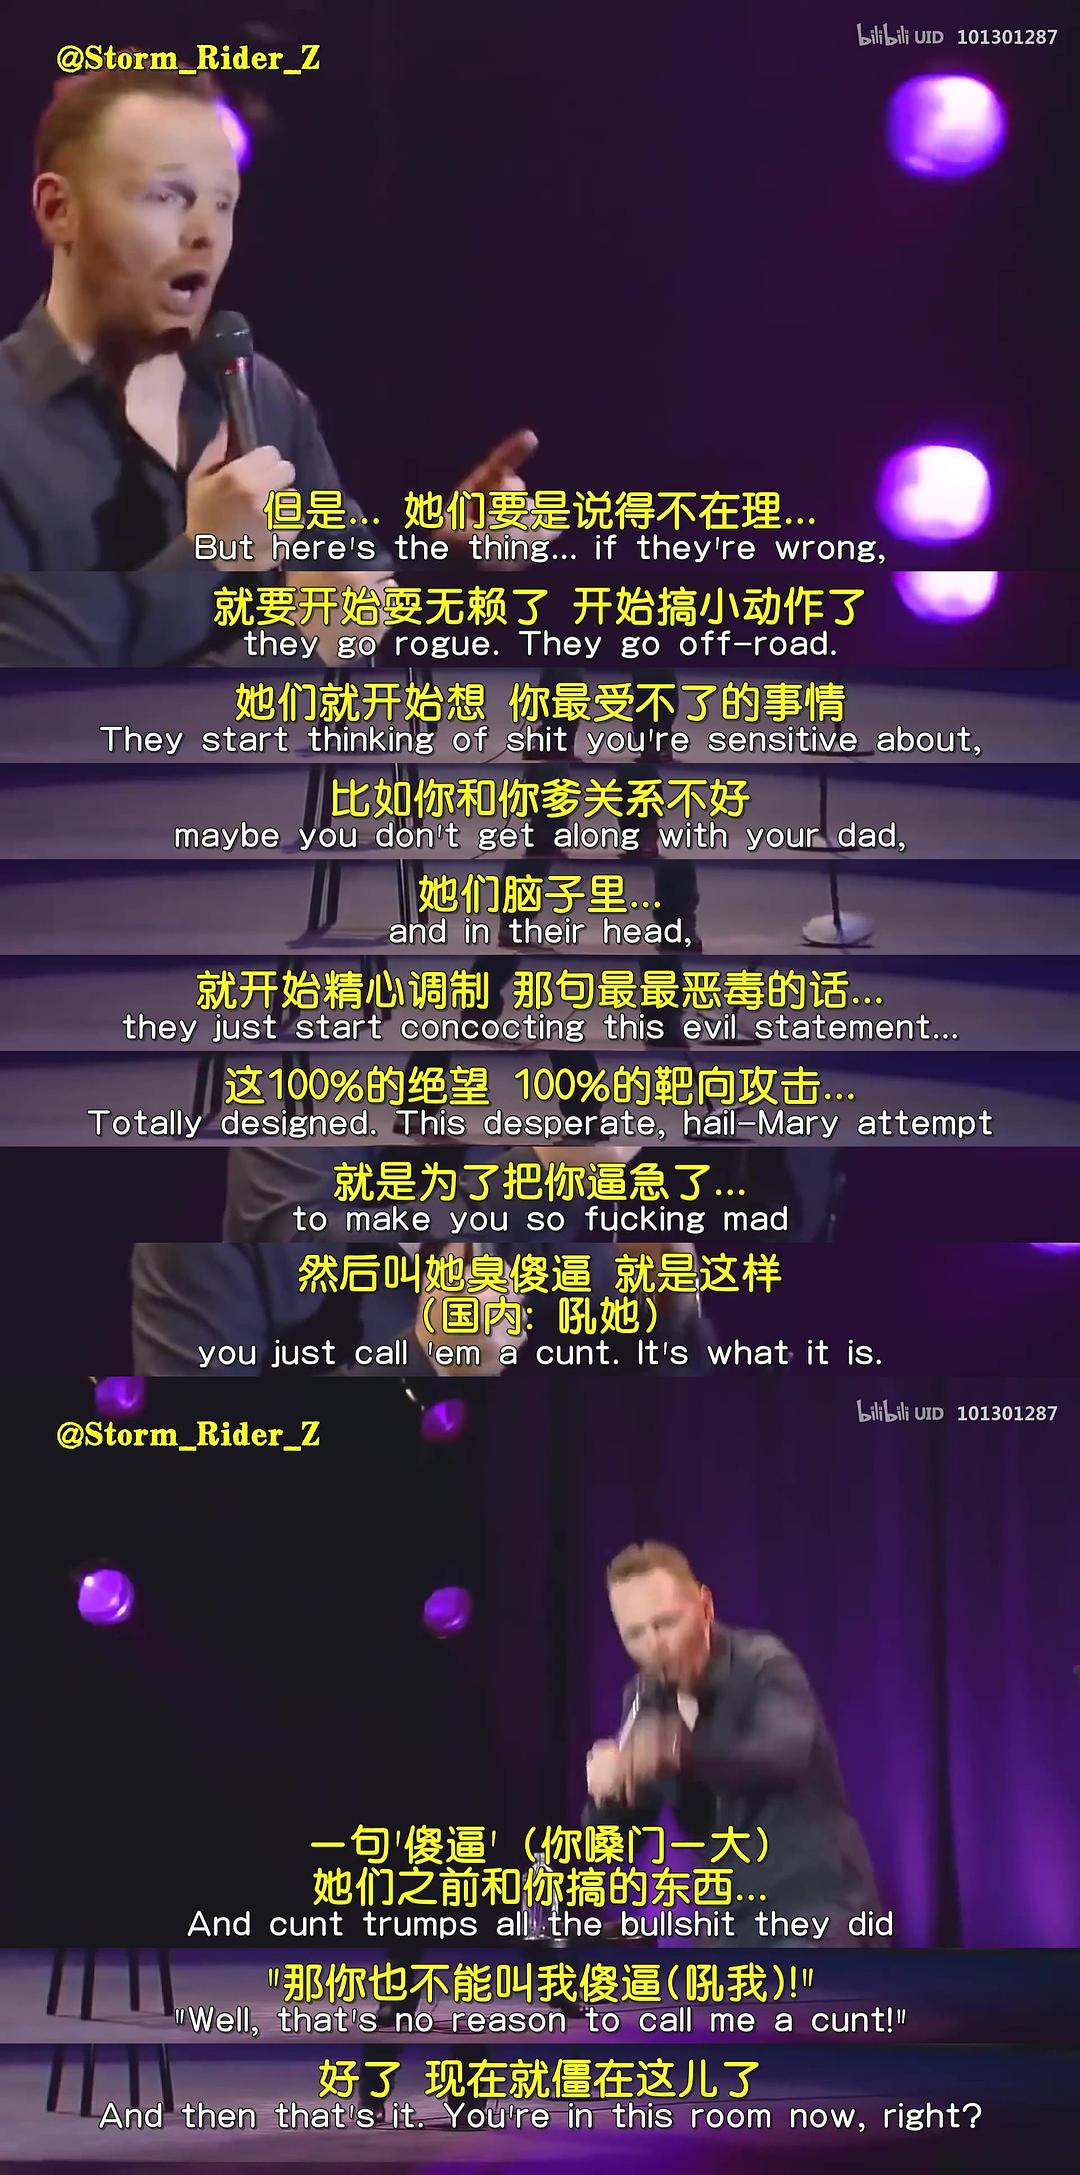 @Storm_Rider_Z
bilibili UID 101301287
但是... 她们要是说得不在理...
But here's the thing... if they're wrong,
就要开始耍无赖了 开始搞小动作了
they go rogue. They go off-road.
她们就开始想 你最受不了的事情
They start thinking of shit you're sensitive about,
比如你和你爹关系不好
maybe you don't get along with your dad,
她们脑子里...
and in their head,
就开始精心调制 那句最最恶毒的话...
they just start concocting this evil statement...
这100%的绝望 100%的靶向攻击...
Totally designed. This desperate, hail-Mary attempt
就是为了把你逼急了...
to make you so fucking mad
然后叫她臭傻逼 就是这样
（国内: 吼她）
you just call 'em a cunt. It's what it is.
@Storm_Rider_Z
bilibili UID 101301287
一句'傻逼'（你嗓门一大）
她们之前和你搞的东西...
And cunt trumps all the bullshit they did
"那你也不能叫我傻逼(吼我)!"
"Well, that's no reason to call me a cunt!"
好了 现在就僵在这儿了
And then that's it. You're in this room now, right?